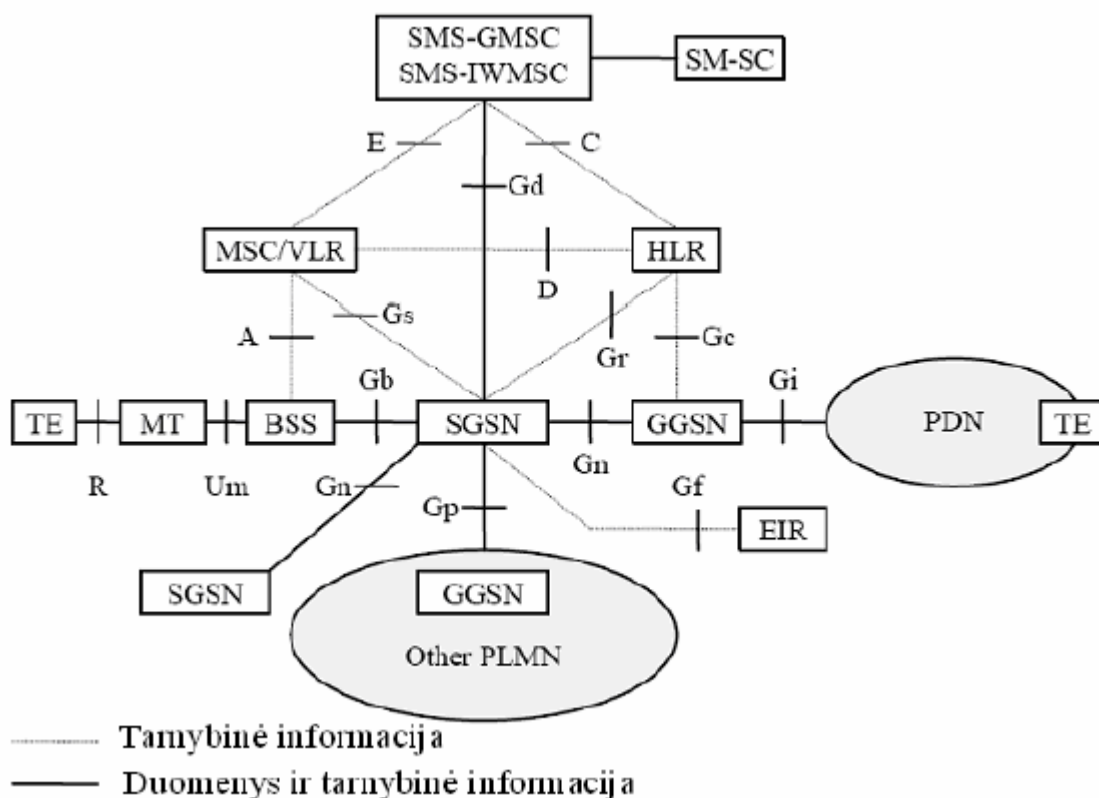 SMS-GMSC
SMS-IWMSC
SM-SC
E
C
Gd
MSC/VLR
HLR
D
Gs
A
Gr
Gc
Gb
Gi
TE
MT
BSS
SGSN
GGSN
PDN
TE
R
Um
Gn
Gn
Gf
Gp
EIR
SGSN
GGSN
Other PLMN
Tarnybinė informacija
Duomenys ir tarnybinė informacija